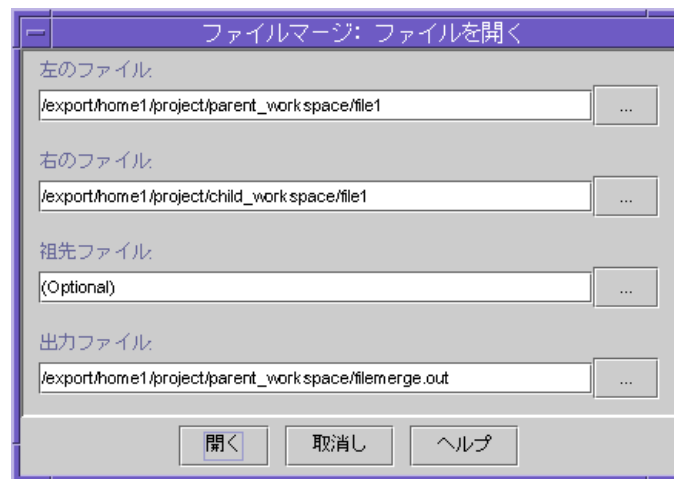 ファイルマージ: ファイルを開く
左のファイル:
/export/home1/project/parent_workspace/file1
...
右のファイル:
/export/home1/project/child_workspace/file1
...
祖先ファイル:
(Optional)
...
出力ファイル:
/export/home1/project/parent_workspace/filemerge.out
...
開く 取消し ヘルプ